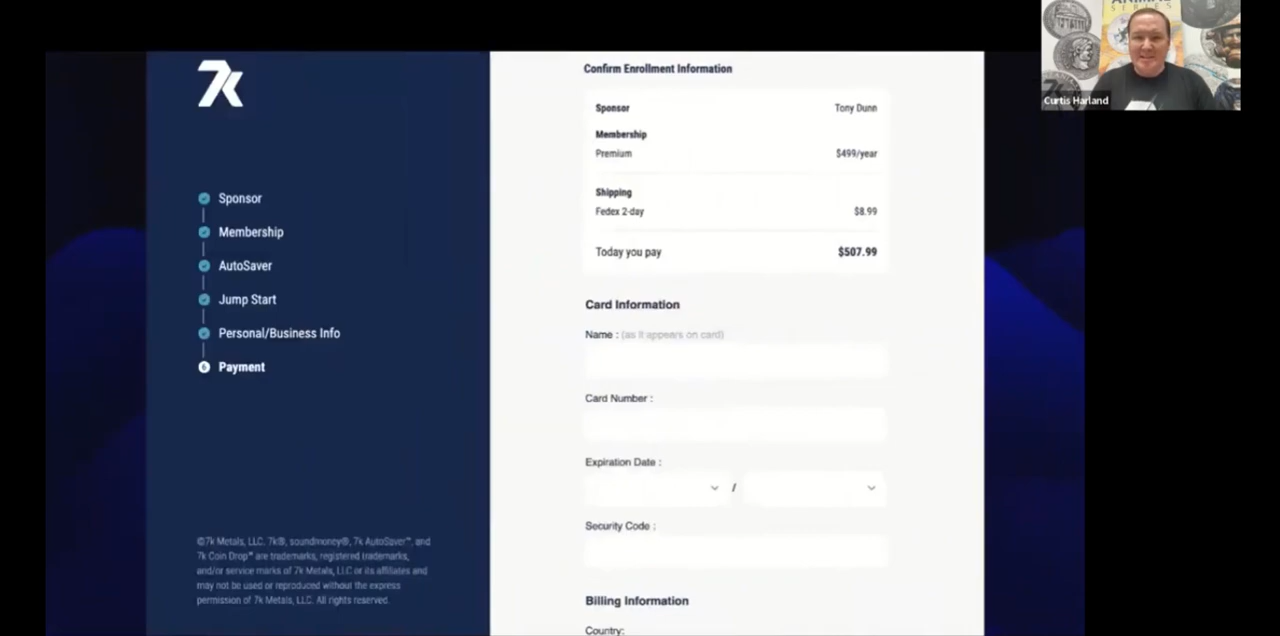 7k
Sponsor
Membership
AutoSaver
Jump Start
Personal/Business Info
6 Payment
©7k Metals, LLC. 7k®, soundmoney®, 7k AutoSaver™, and
7k Coin Drop™ are trademarks, registered trademarks,
and/or service marks of 7k Metals, LLC or its affiliates and
may not be used or reproduced without the express
permission of 7k Metals, LLC. All rights reserved.
Confirm Enrollment Information
Sponsor Tony Dunn
Membership
Premium $499/year
Shipping
Fedex 2-day $8.99
Today you pay $507.99
Card Information
Name : (as it appears on card)
Card Number :
Expiration Date :
/
Security Code :
Billing Information
Country:
ANIMAL
SERIES
Curtis Harland